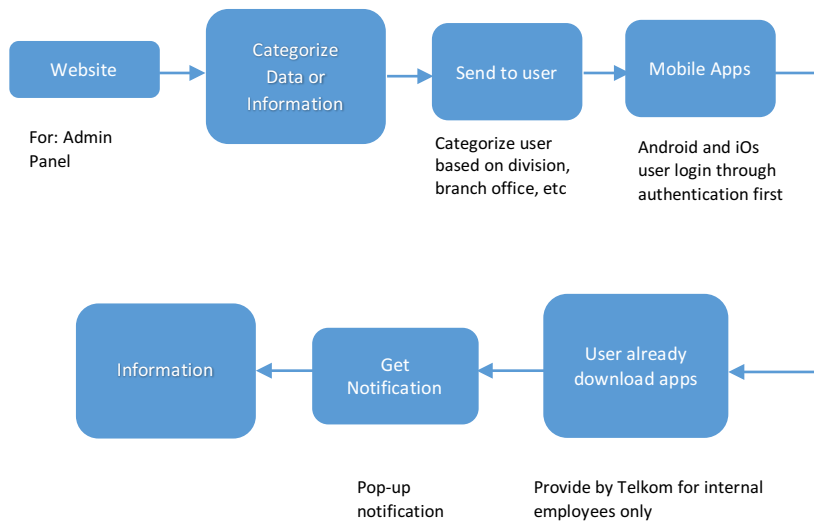 Website
Categorize
Data or
Information
Send to user
Mobile Apps
For: Admin
Panel
Categorize user
based on division,
branch office, etc
Android and iOs
user login through
authentication first
Information
Get
Notification
User already
download apps
Pop-up
notification
Provide by Telkom for internal
employees only